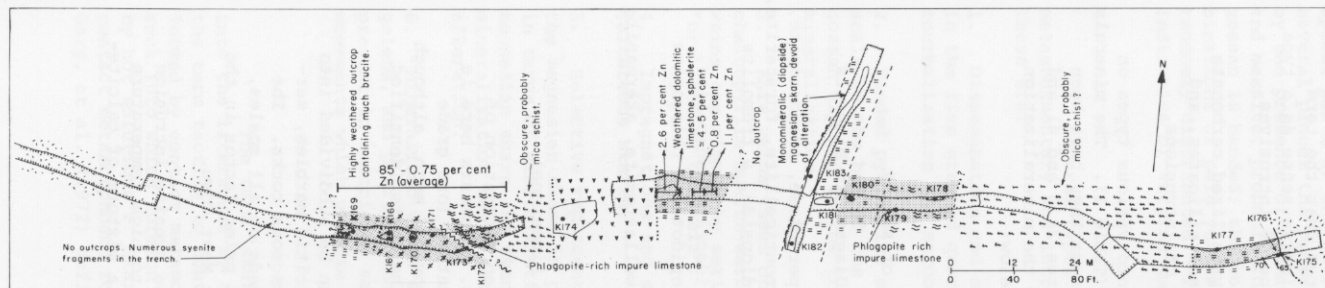 Highly weathered outcrop
containing much brucite.
85' - 0.75 per cent
Zn (average)
Obscure, probably
mica schist.
2.6 per cent Zn
Weathered dolomitic
limestone, sphalerite
= 4-5 per cent
0.8 per cent Zn
1.1 per cent Zn
No outcrop
Monomineralic (diopside)
magnesian skarn, devoid
of alteration
Obscure, probably
mica schist ?
N
K169
K168
K171
K167
K170
K173
K172
K174
K183
K180
K178
K181
K179
K182
K177
K176
K175
70
65
No outcrops. Numerous syenite
fragments in the trench.
Phlogopite-rich impure limestone
Phlogopite rich
impure limestone
0 12 24 M
0 40 80 Ft.
?
?
?
?
?